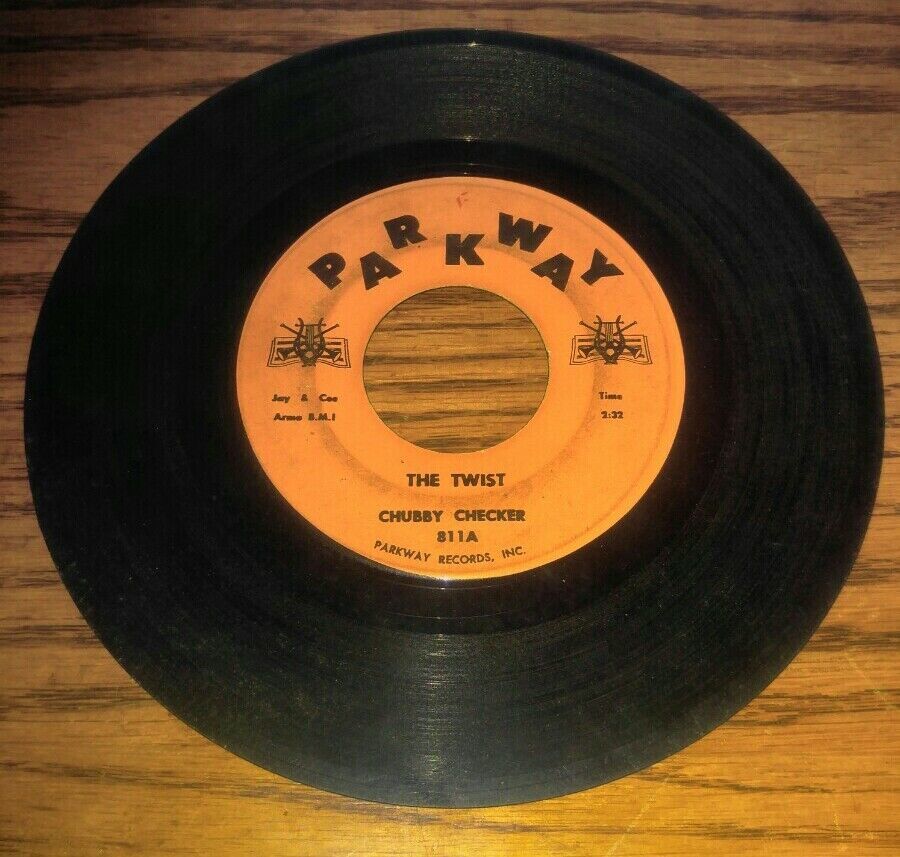 PARKWAY
Jay & Cee
Armo B.M.I
Time
2:32
THE TWIST
CHUBBY CHECKER
811A
PARKWAY RECORDS, INC.